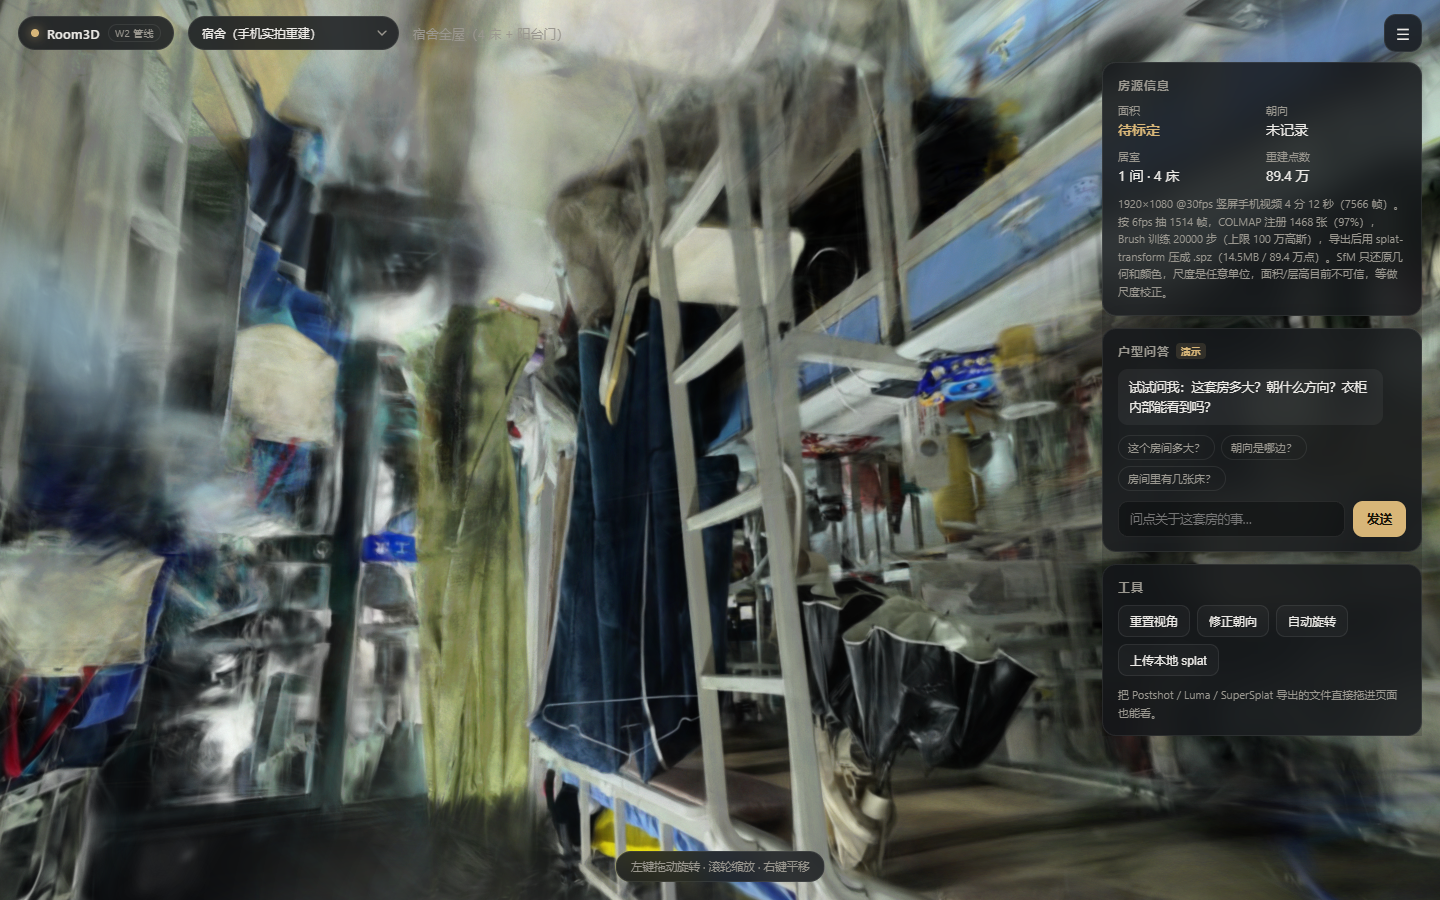 Room3D W2 管线
宿舍（手机实拍重建）
宿舍全屋（4 床 + 阳台门）
房源信息
面积
朝向
待标定
未记录
居室
重建点数
1 间 · 4 床
89.4 万
1920×1080 @30fps 竖屏手机视频 4 分 12 秒（7566 帧）。
按 6fps 抽 1514 帧，COLMAP 注册 1468 张（97%），
Brush 训练 20000 步（上限 100 万高斯），导出后用 splat-
transform 压成 .spz（14.5MB / 89.4 万点）。SfM 只还原几
何和颜色，尺度是任意单位，面积/层高目前不可信，等做
尺度校正。
户型问答 演示
试试问我：这套房多大？朝什么方向？衣柜
内部能看到吗？
这个房间多大？
朝向是哪边？
房间里有几张床？
问点关于这套房的事...
发送
工具
重置视角
修正朝向
自动旋转
上传本地 splat
把 Postshot / Luma / SuperSplat 导出的文件直接拖进页面
也能看。
左键拖动旋转 · 滚轮缩放 · 右键平移